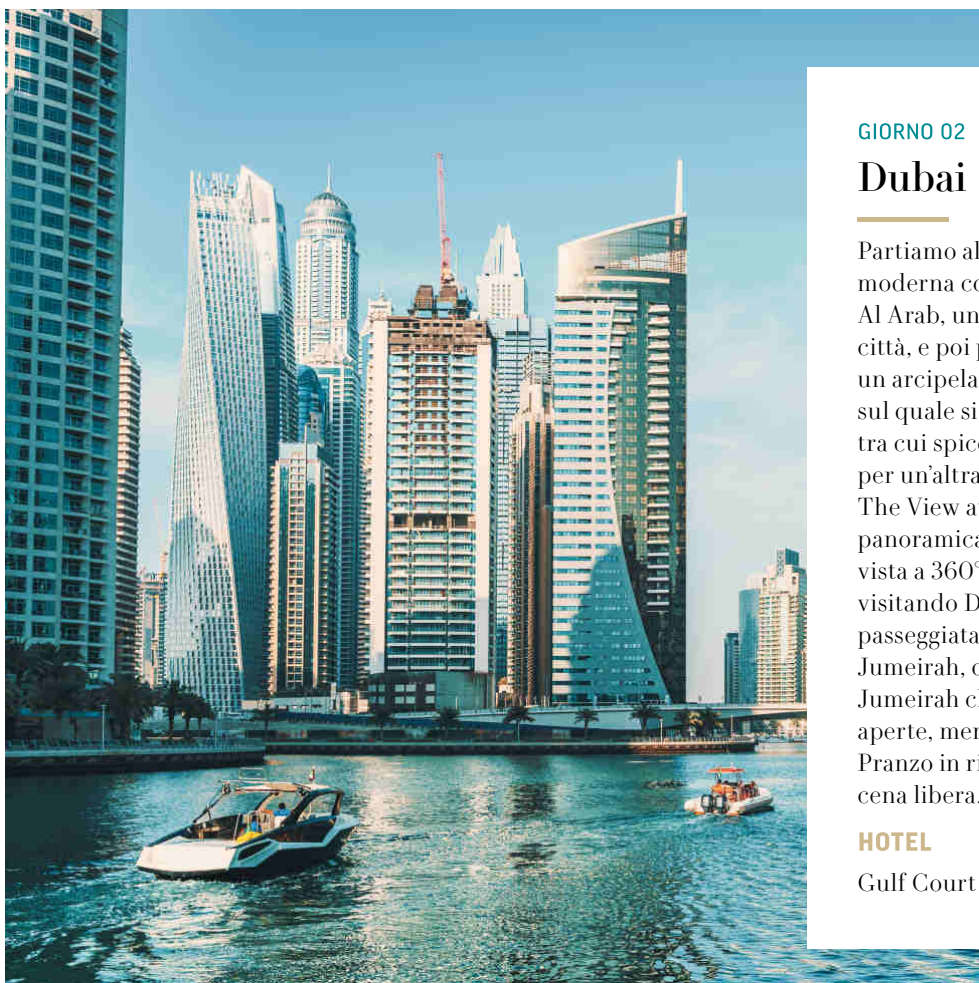 GIORNO 02
Dubai
Partiamo al
moderna co
Al Arab, un
città, e poi
un arcipela
sul quale si
tra cui spic
per un'altra
The View a
panoramica
vista a 360°
visitando D
passeggiata
Jumeirah,
Jumeirah c
aperte, mer
Pranzo in ri
cena libera
HOTEL
Gulf Court